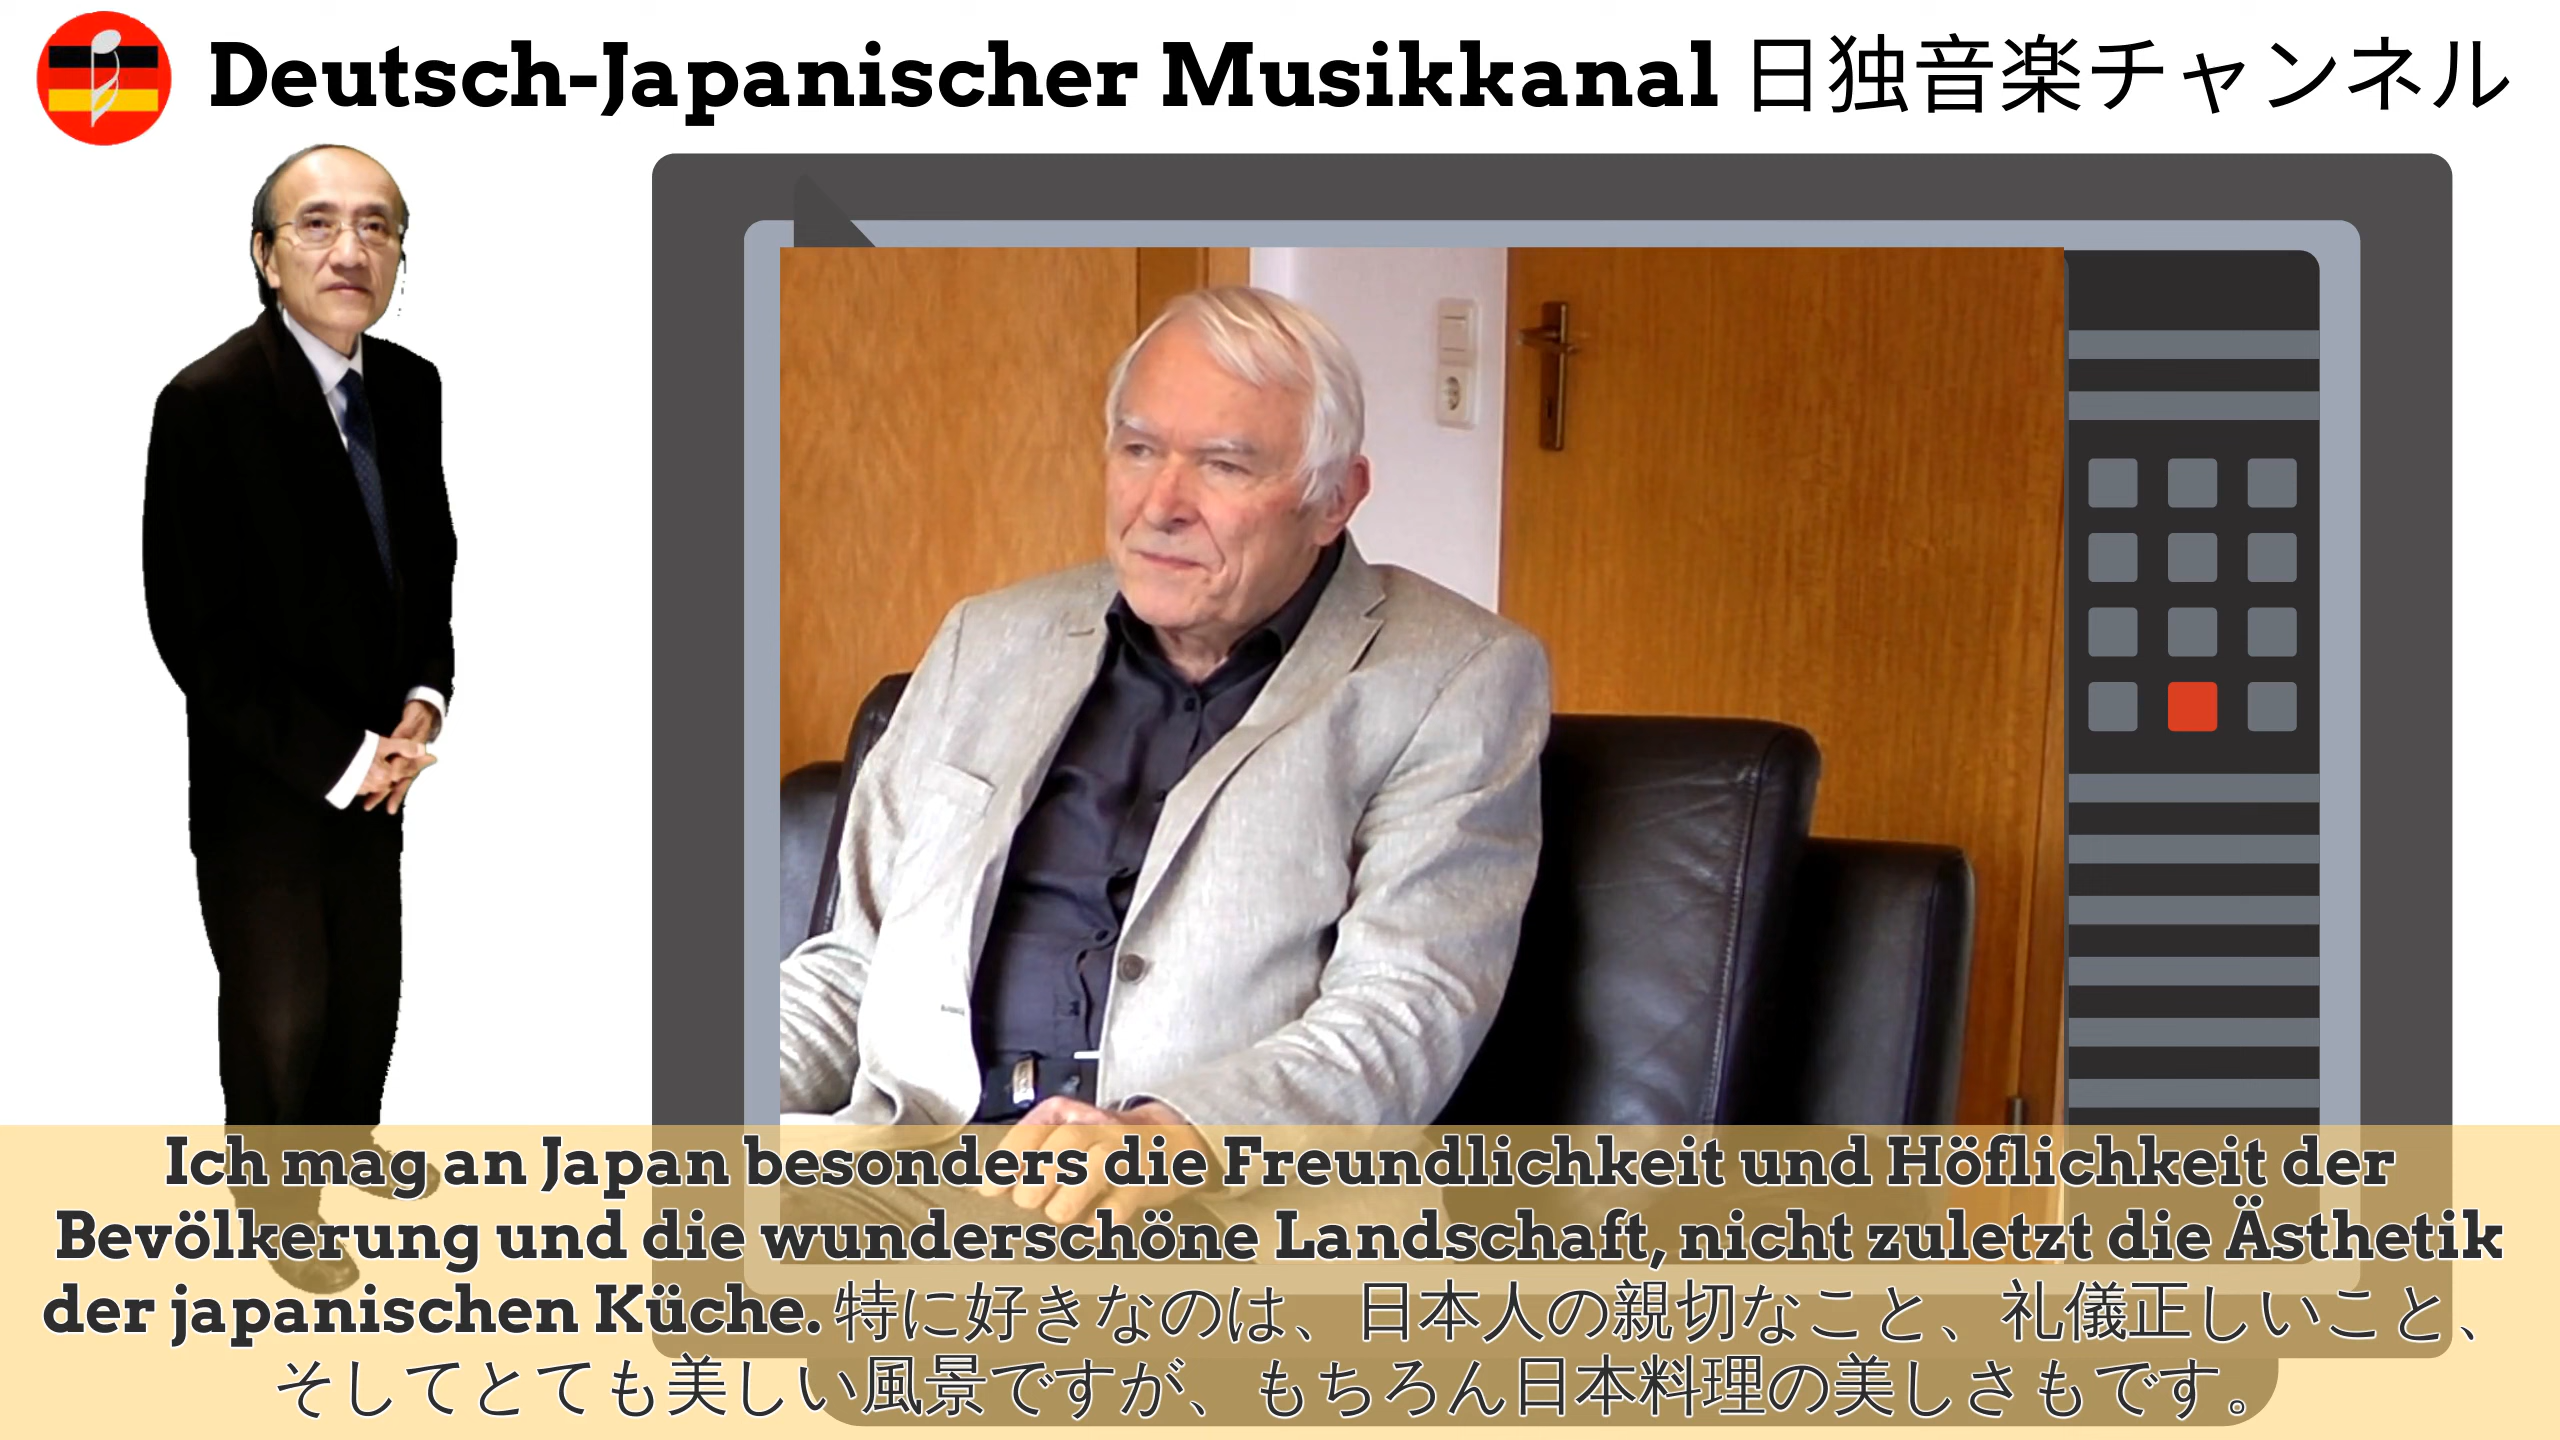 Deutsch-Japanischer Musikkanal 日独音楽チャンネル
Ich mag an Japan besonders die Freundlichkeit und Höflichkeit der
Bevölkerung und die wunderschöne Landschaft, nicht zuletzt die Ästhetik
der japanischen Küche. 特に好きなのは、日本人の親切なこと、礼儀正しいこと、
そしてとても美しい風景ですが、もちろん日本料理の美しさもです。